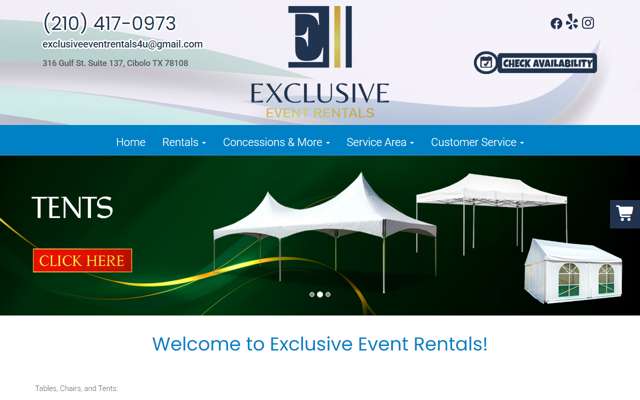 (210) 417-0973
exclusiveeventrentals4u@gmail.com
316 Gulf St. Suite 137, Cibolo TX 78108
E
EXCLUSIVE
EVENT RENTALS
CHECK AVAILABILITY
Home Rentals Concessions & More Service Area Customer Service
TENTS
CLICK HERE
Welcome to Exclusive Event Rentals!
Tables, Chairs, and Tents.